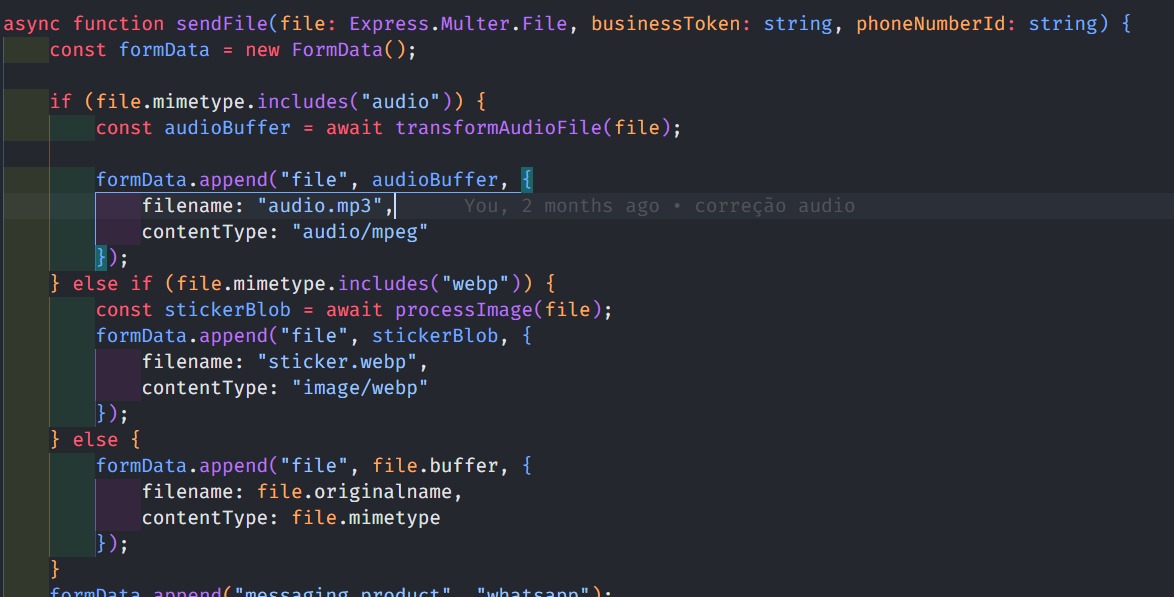 async function sendFile(file: Express.Multer.File, businessToken: string, phoneNumberId: string) {
const formData = new FormData();
if (file.mimetype.includes("audio")) {
const audioBuffer = await transformAudioFile(file);
formData.append("file", audioBuffer, {
filename: "audio.mp3", You, 2 months ago • correção audio
contentType: "audio/mpeg"
});
} else if (file.mimetype.includes("webp")) {
const stickerBlob = await processImage(file);
formData.append("file", stickerBlob, {
filename: "sticker.webp",
contentType: "image/webp"
});
} else {
formData.append("file", file.buffer, {
filename: file.originalname,
contentType: file.mimetype
});
}
formData.append("messaging_product", "whatsapp");